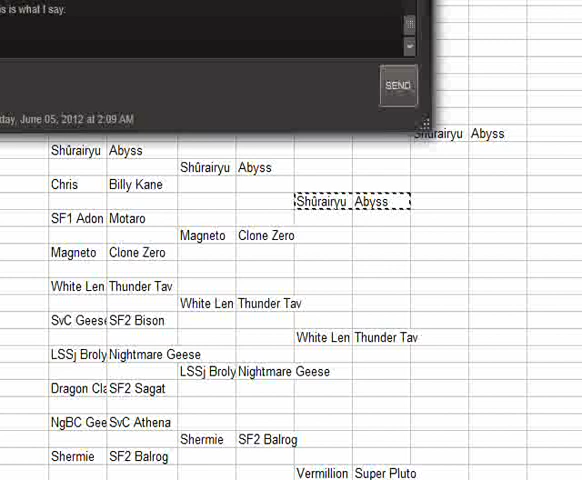 s is what I say.
SEND
day, June 05, 2012 at 2:09 AM
Shûrairyu Abyss
Shûrairyu Abyss
Shûrairyu Abyss
Chris Billy Kane
Shûrairyu Abyss
SF1 Adon Motaro
Magneto Clone Zero
Magneto Clone Zero
White Len Thunder Tav
White Len Thunder Tav
SvC Geese SF2 Bison
White Len Thunder Tav
LSSj Broly Nightmare Geese
LSSj Broly Nightmare Geese
Dragon Cla SF2 Sagat
NgBC Gee SvC Athena
Shermie SF2 Balrog
Shermie SF2 Balrog
Vermillion Super Pluto